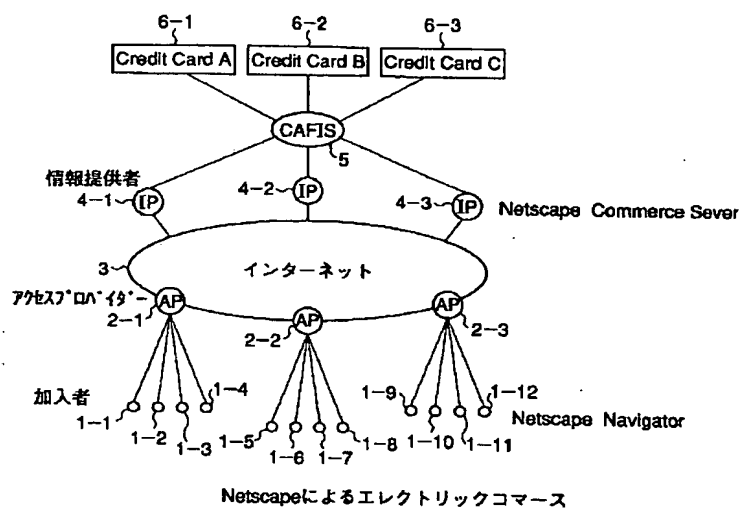 6-1
6-2
6-3
Credit Card A
Credit Card B
Credit Card C
CAFIS
5
情報提供者
4-1
IP
4-2
IP
4-3
IP
Netscape Commerce Sever
3
インターネット
アクセスプロバイダー
AP
2-1
AP
2-2
AP
2-3
加入者
1-1
1-2
1-3
1-4
1-5
1-6
1-7
1-8
1-9
1-10
1-11
1-12
Netscape Navigator
Netscapeによるエレクトリックコマース